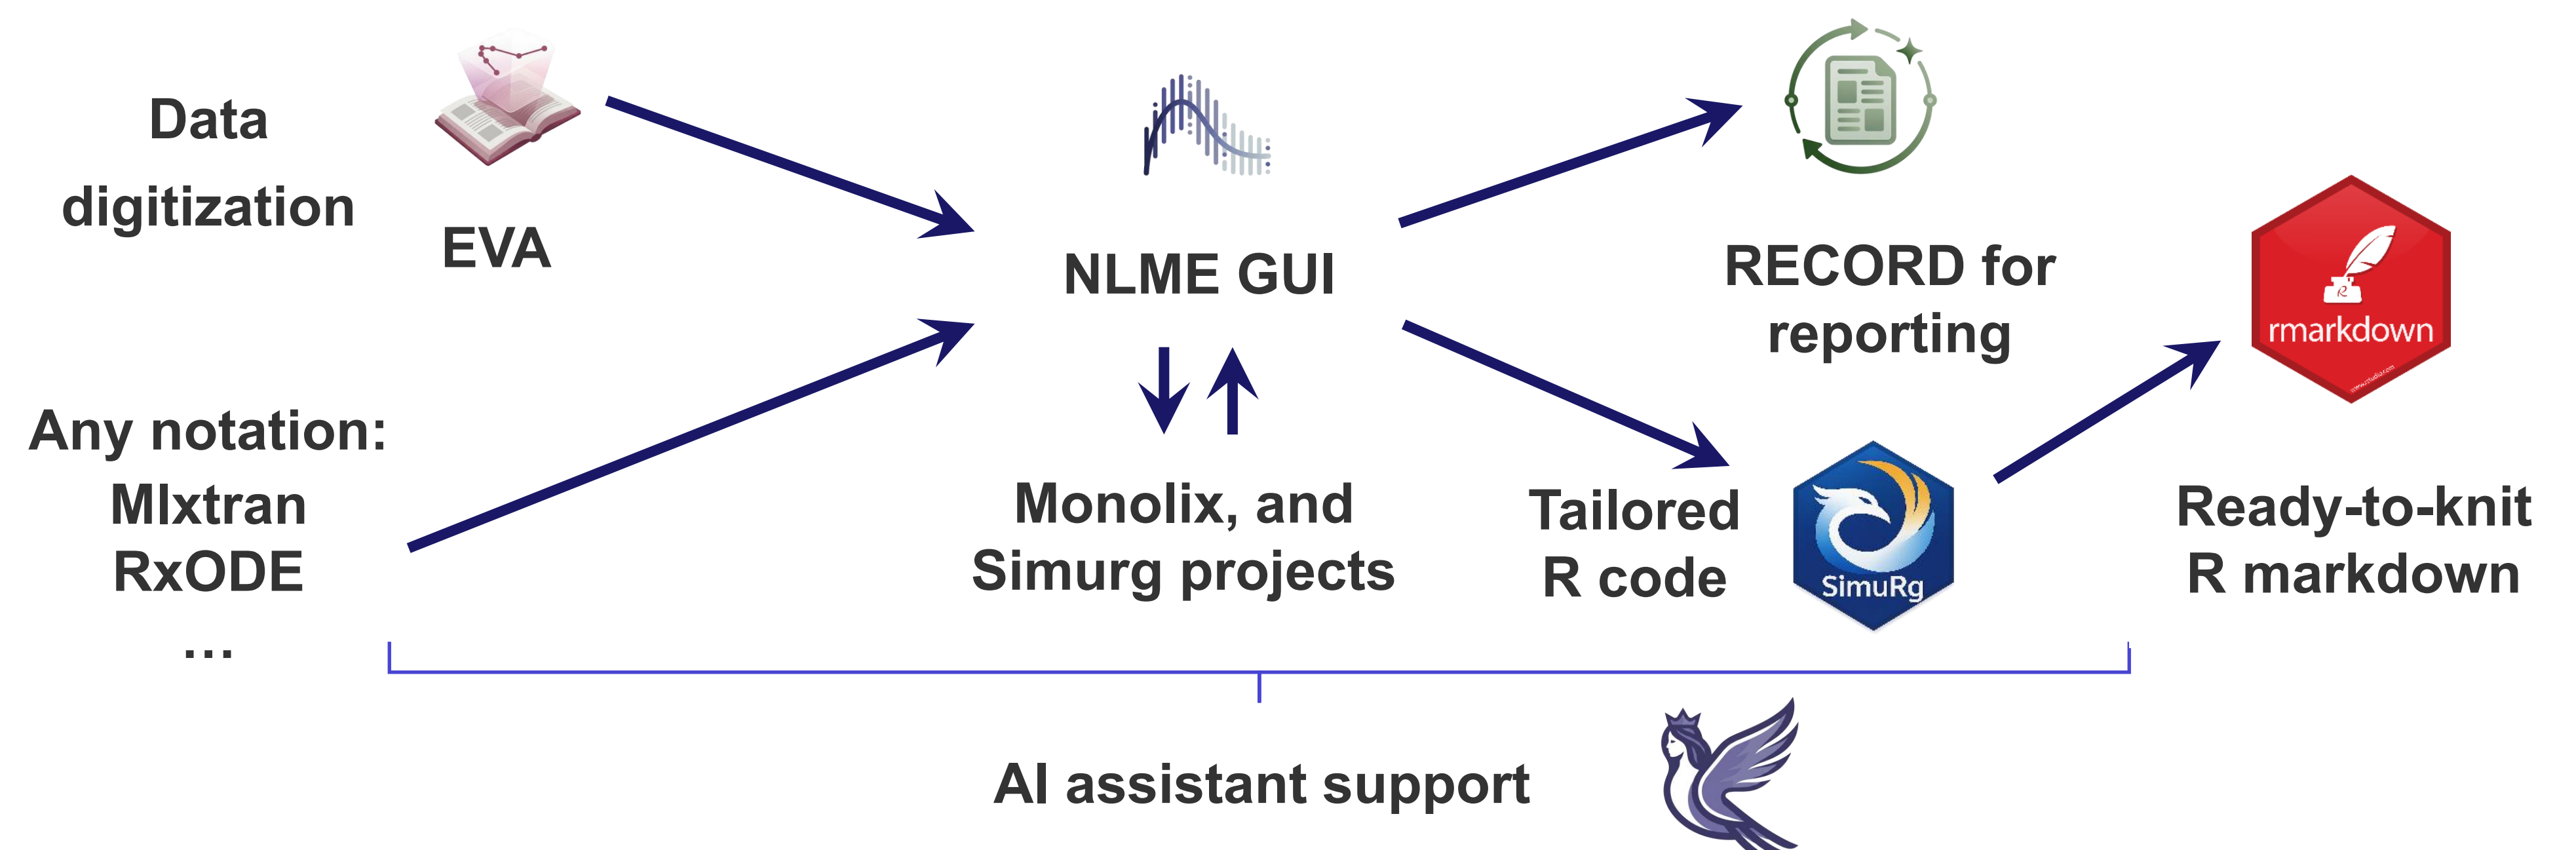 Data
digitization
EVA
Any notation:
MIxtran
RxODE
…
NLME GUI
Monolix, and
Simurg projects
RECORD for
reporting
Tailored
R code
SimuRg
rmarkdown
Ready-to-knit
R markdown
AI assistant support